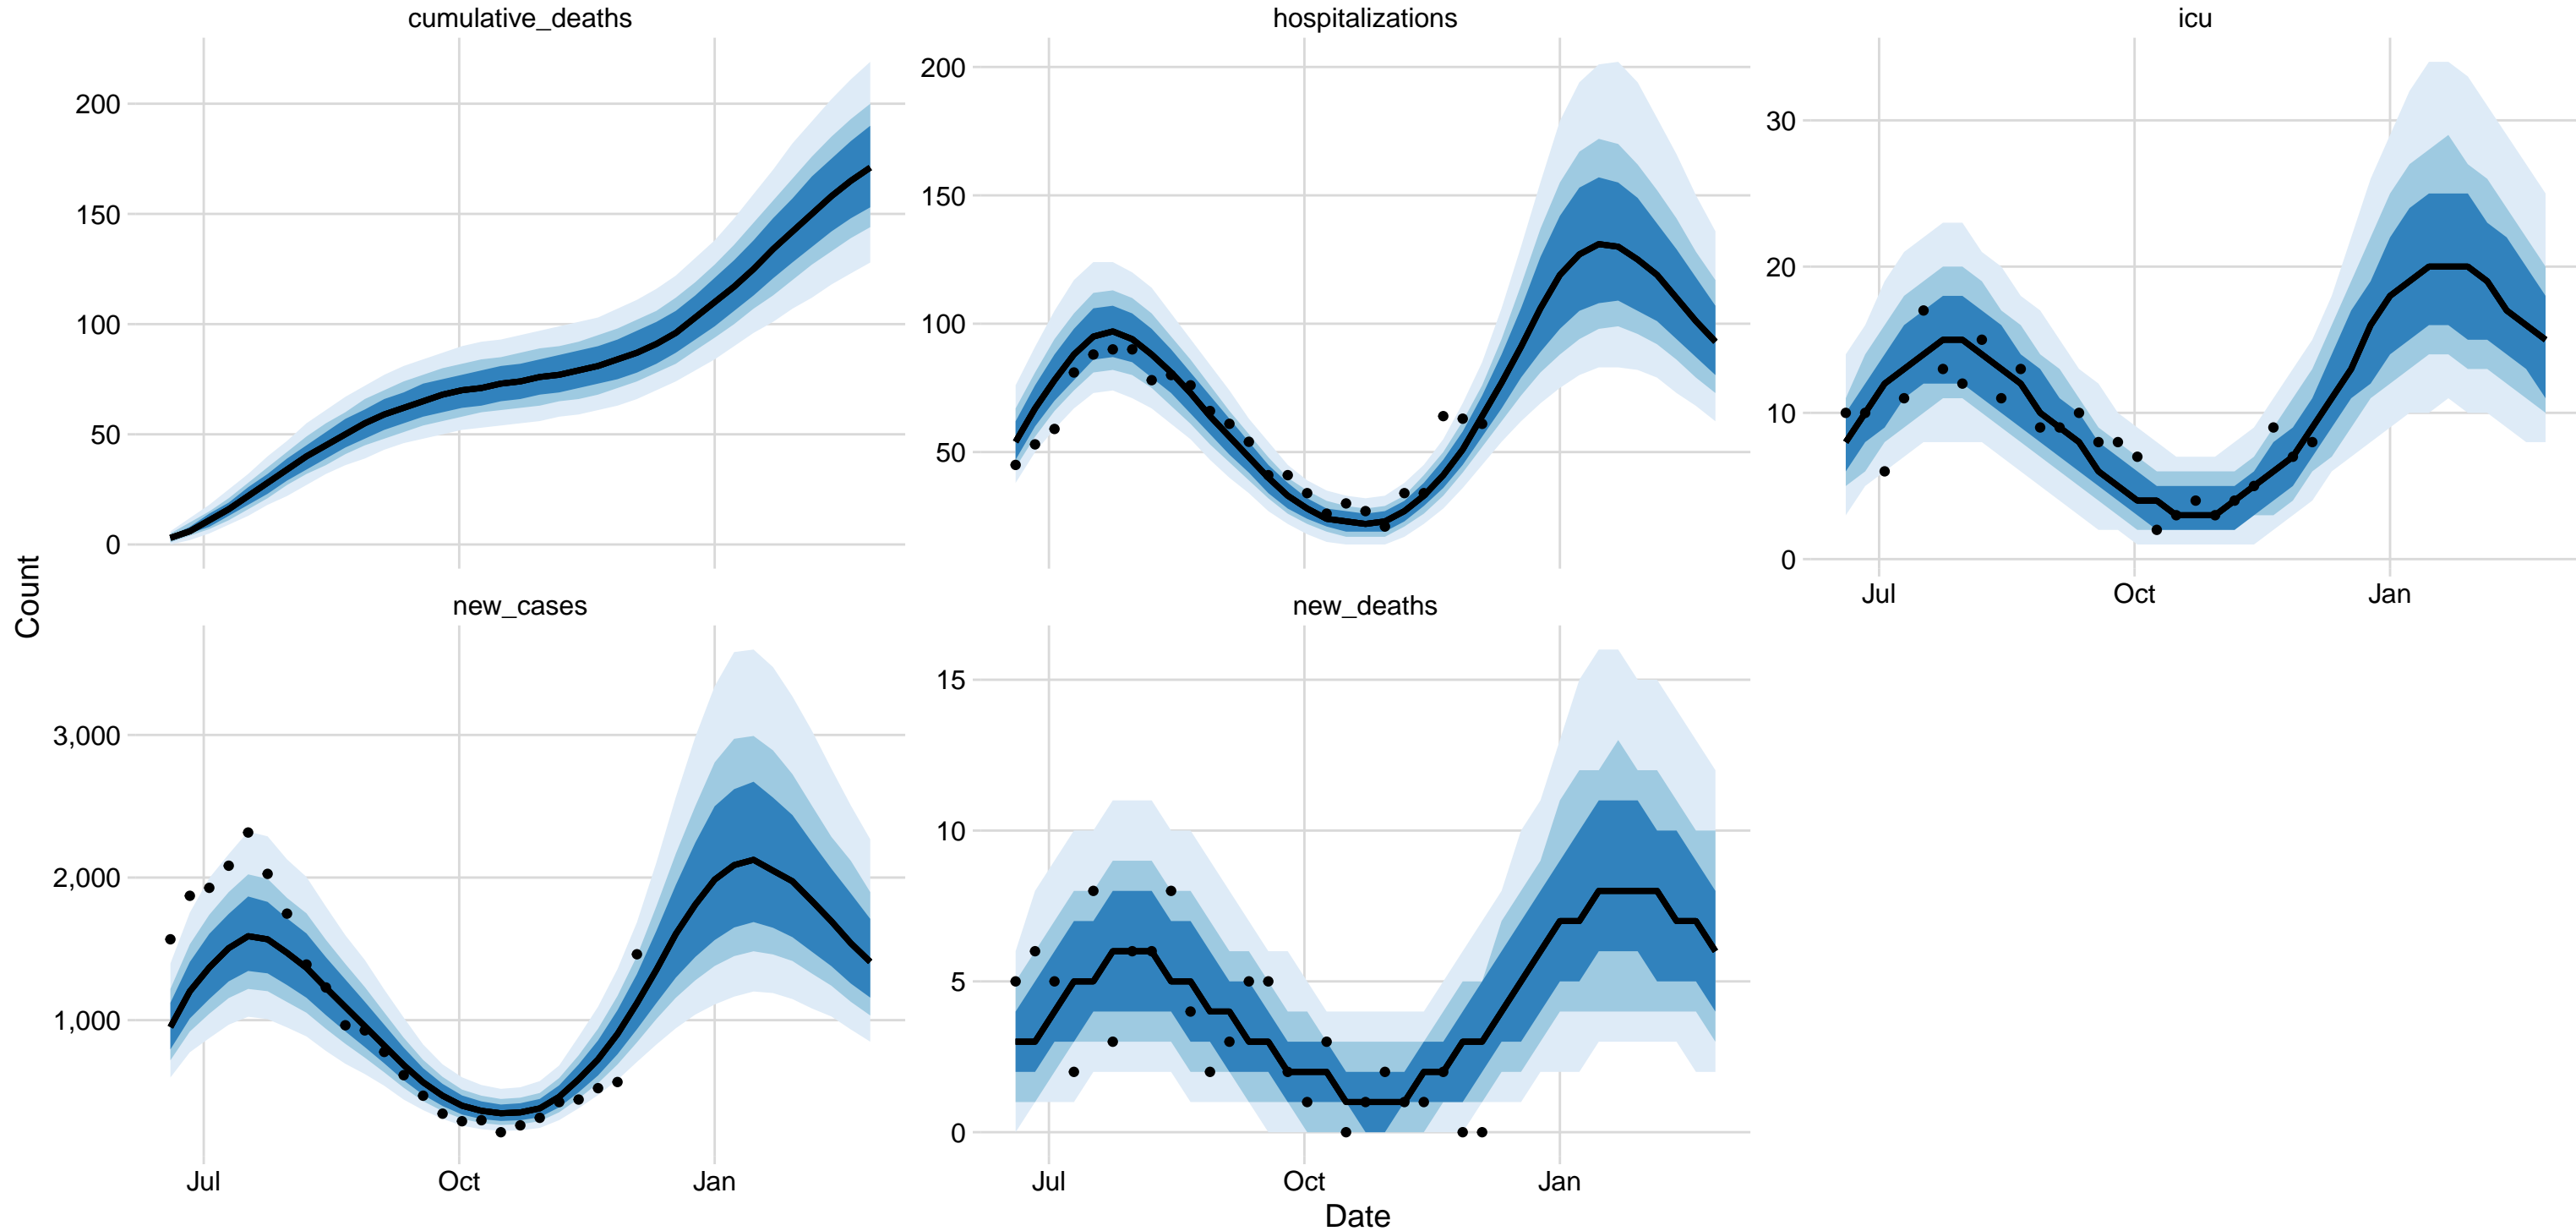 cumulative_deaths
hospitalizations
icu
200
150
100
50
0
200
150
100
50
30
20
10
0
Jul Oct Jan
Count
new_cases
new_deaths
3,000
2,000
1,000
15
10
5
0
Jul Oct Jan
Jul Oct Jan
Date